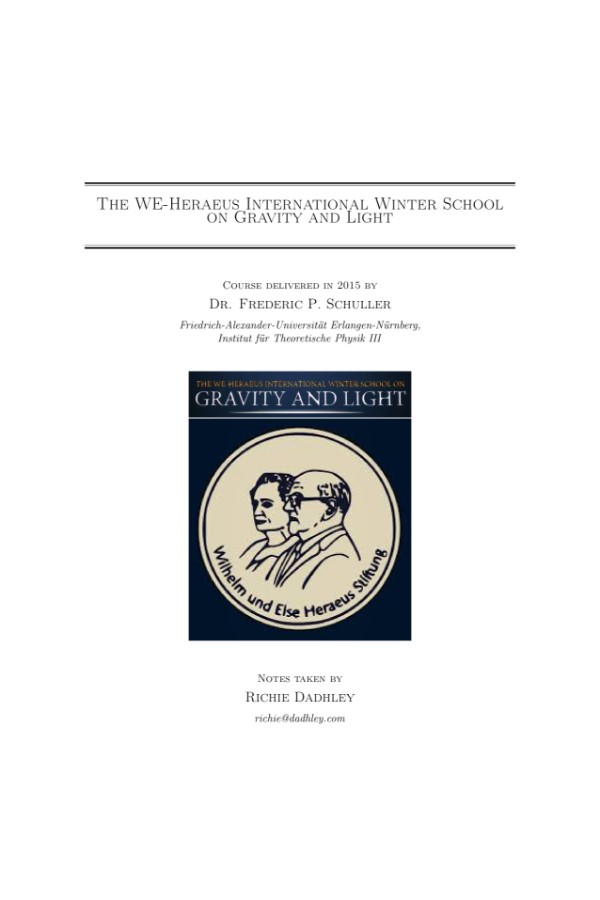 The WE-Heraeus International Winter School
on Gravity and Light
Course delivered in 2015 by
Dr. Frederic P. Schuller
Friedrich-Alexander-Universität Erlangen-Nürnberg,
Institut für Theoretische Physik III
THE WE-HERAEUS INTERNATIONAL WINTER SCHOOL ON
GRAVITY AND LIGHT
Wilhelm und Else Heraeus Stiftung
Notes taken by
Richie Dadhley
richie@dadhley.com